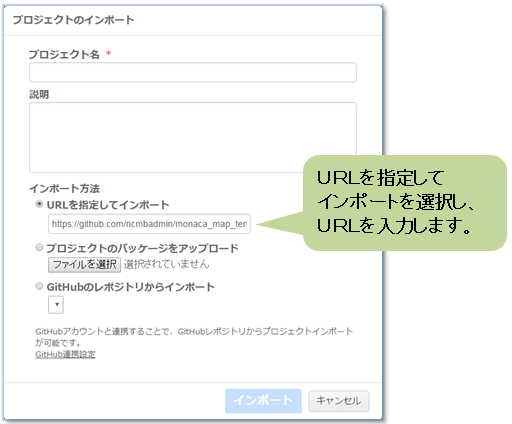 プロジェクトのインポート
プロジェクト名 *
説明
インポート方法
URLを指定してインポート
https://github.com/ncmbadmin/monaca_map_ten
プロジェクトのパッケージをアップロード
ファイルを選択 選択されていません
GitHubのレポジトリからインポート
GitHubアカウントと連携することで、GitHubレポジトリからプロジェクトインポート
が可能です。
GitHub連携設定
インポート キャンセル
URLを指定して
インポートを選択し、
URLを入力します。